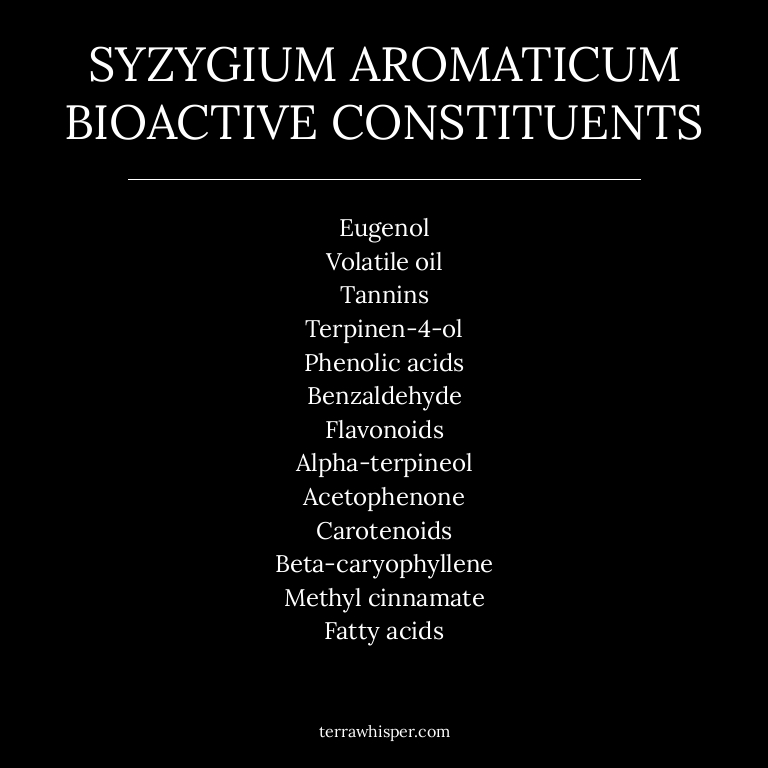 SYZYGIUM AROMATICUM
BIOACTIVE CONSTITUENTS
Eugenol
Volatile oil
Tannins
Terpinen-4-ol
Phenolic acids
Benzaldehyde
Flavonoids
Alpha-terpineol
Acetophenone
Carotenoids
Beta-caryophyllene
Methyl cinnamate
Fatty acids
terrawhisper.com